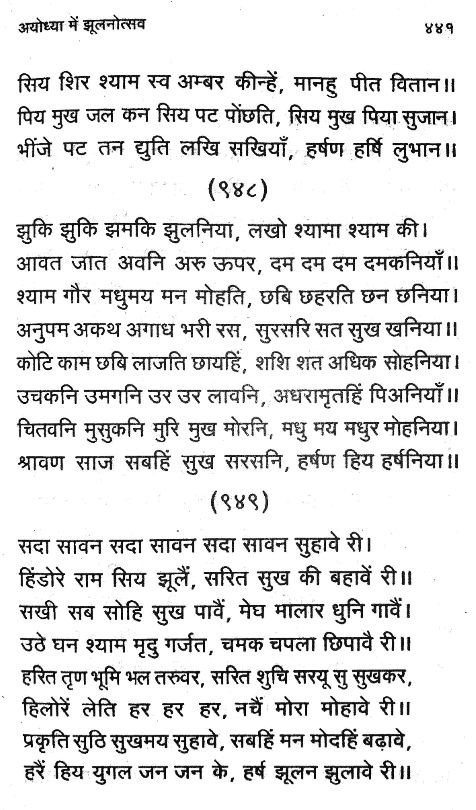 अयोध्या में झूलनोत्सव ४४१
सिय शिर श्याम स्व अम्बर कीन्हें, मानहु पीत वितान॥
पिय मुख जल कन सिय पट पोंछति, सिय मुख पिया सुजान।
भींजे पट तन द्युति लखि सखियाँ, हर्षण हर्षि लुभान॥
(९४८)
झुकि झुकि झमकि झुलनिया, लखो श्यामा श्याम की।
आवत जात अवनि अरु ऊपर, दम दम दम दमकनियाँ॥
श्याम गौर मधुमय मन मोहति, छबि छहरति छन छनिया।
अनुपम अकथ अगाध भरी रस, सुरसरि सत सुख खनिया॥
कोटि काम छबि लाजति छायहिं, शशि शत अधिक सोहनिया।
उचकनि उमगनि उर उर लावनि, अधरामृतहिं पिअनियाँ॥
चितवनि मुसुकनि मुरि मुख मोरनि, मधु मय मधुर मोहनिया।
श्रावण साज सबहिं सुख सरसनि, हर्षण हिय हर्षनिया॥
(९४९)
सदा सावन सदा सावन सदा सावन सुहावे री।
हिंडोरे राम सिय झूलैं, सरित सुख की बहावें री॥
सखी सब सोहि सुख पावैं, मेघ मालार धुनि गावैं।
उठे घन श्याम मृदु गर्जत, चमक चपला छिपावै री॥
हरित तृण भूमि भल तरुवर, सरित शुचि सरयू सु सुखकर,
हिलोरें लेति हर हर हर, नचैं मोरा मोहावे री॥
प्रकृति सुठि सुखमय सुहावे, सबहिं मन मोदहिं बढ़ावे,
हरैं हिय युगल जन जन के, हर्ष झूलन झुलावे री॥